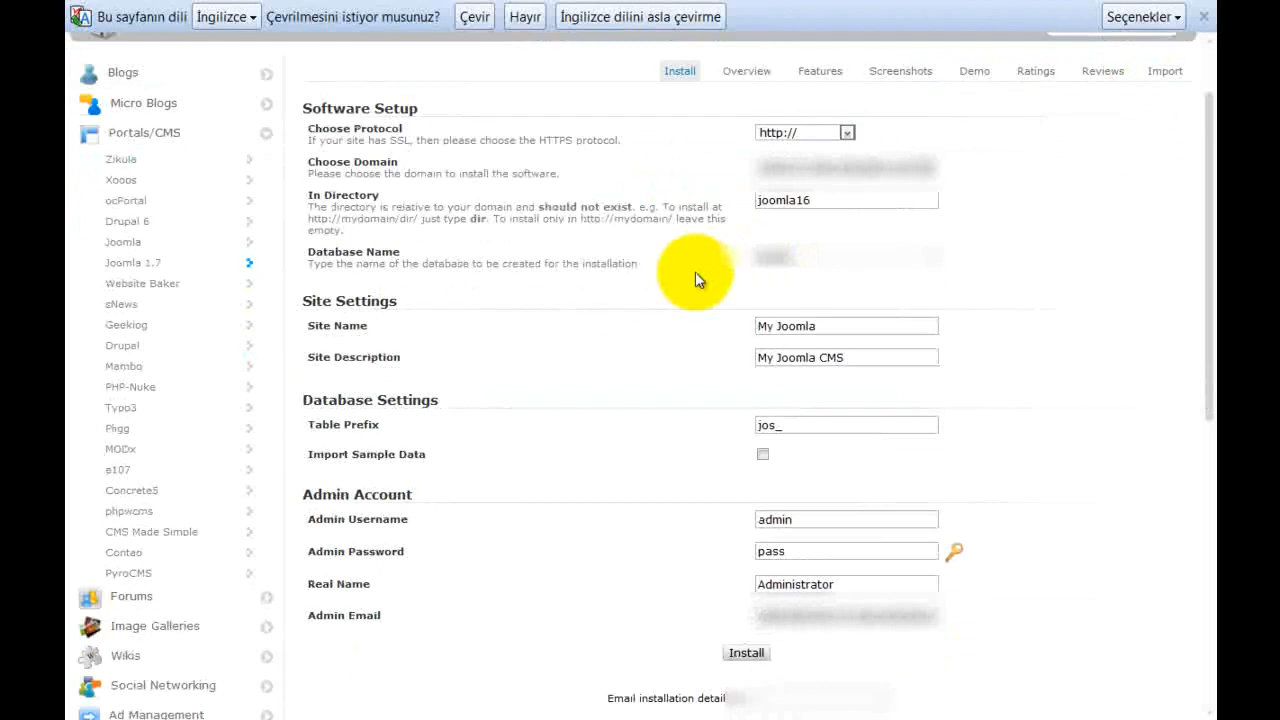 Bu sayfanın dili İngilizce Çevrilmesini istiyor musunuz? Çevir Hayır İngilizce dilini asla çevirme Seçenekler
Blogs
Micro Blogs
Portals/CMS
Zikula
Xoops
ocPortal
Drupal 6
Joomla
Joomla 1.7
Website Baker
sNews
Geeklog
Drupal
Mambo
PHP-Nuke
Typo3
Pligg
MODx
e107
Concrete5
phpwcms
CMS Made Simple
Contao
PyroCMS
Forums
Image Galleries
Wikis
Social Networking
Ad Management
Install Overview Features Screenshots Demo Ratings Reviews Import
Software Setup
Choose Protocol
If your site has SSL, then please choose the HTTPS protocol.
http://
Choose Domain
Please choose the domain to install the software.
In Directory
The directory is relative to your domain and should not exist. e.g. To install at
http://mydomain/dir/ just type dir. To install only in http://mydomain/ leave this
empty.
joomla16
Database Name
Type the name of the database to be created for the installation
Site Settings
Site Name My Joomla
Site Description My Joomla CMS
Database Settings
Table Prefix jos_
Import Sample Data
Admin Account
Admin Username admin
Admin Password pass
Real Name Administrator
Admin Email
Install
Email installation detail